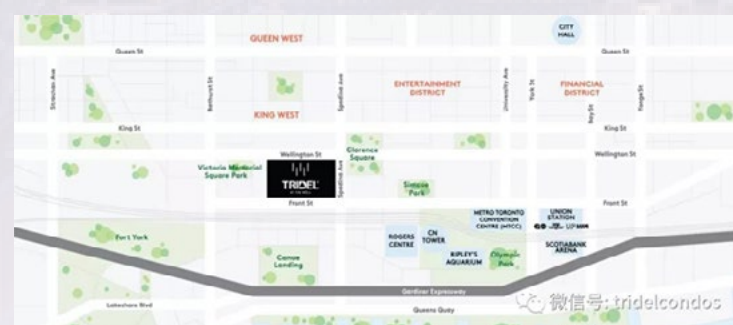 CITY
HALL
QUEEN WEST
Queen St
Queen St
Strachan Ave
Bathurst St
Spadina Ave
University Ave
York St
Bay St
Yonge St
ENTERTAINMENT
DISTRICT
FINANCIAL
DISTRICT
KING WEST
King St
King St
Clarence
Square
Wellington St
Wellington St
Victoria Memorial
Square Park
TRIDEL
Spadina Ave
Simcoe
Park
Front St
Front St
METRO TORONTO
CONVENTION
CENTRE (MTCC)
UNION
STATION
GO
UP
Fort York
ROGERS
CENTRE
CN
TOWER
SCOTIABANK
ARENA
Canoe
Landing
RIPLEY'S
AQUARIUM
Olympic
Park
Gardiner Expressway
微信号: tridelcondos
Lakeshore Blvd
Queens Quay